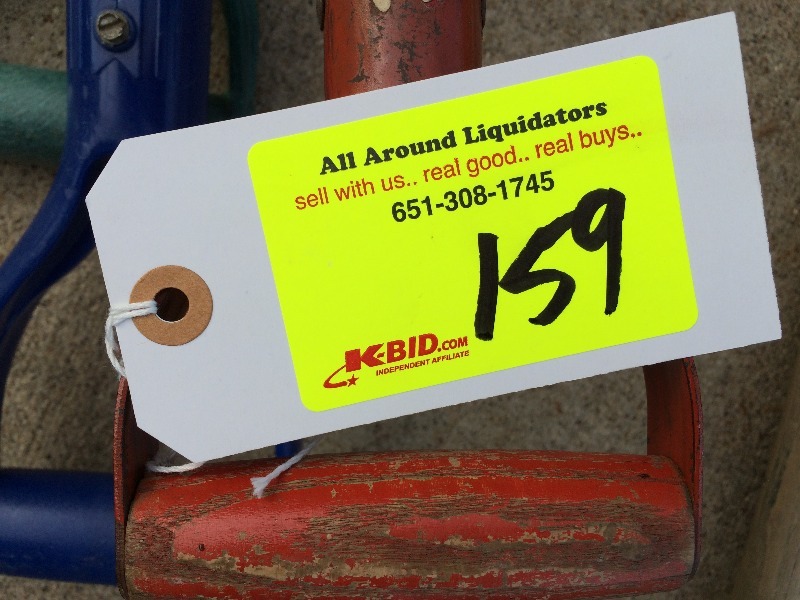 All Around Liquidators
sell with us.. real good.. real buys..
651-308-1745
159
K-BID.COM
INDEPENDENT AFFILIATE